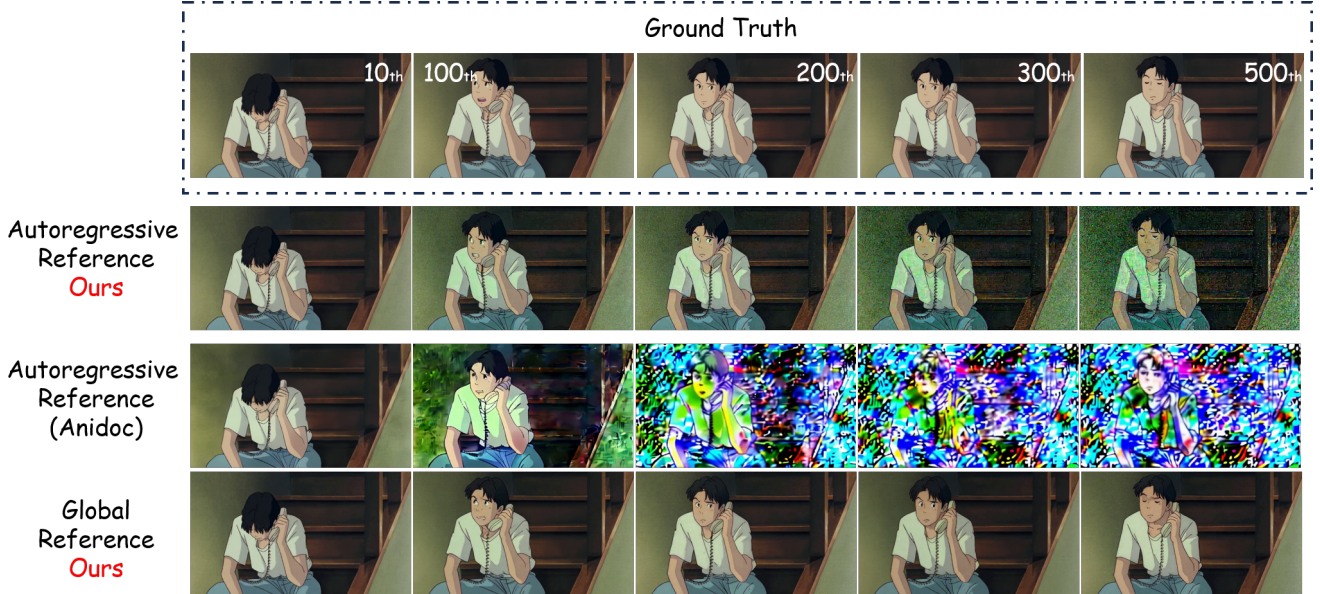 Ground Truth
10th
100th
200th
300th
500th
Autoregressive
Reference
Ours
Autoregressive
Reference
(Anidoc)
Global
Reference
Ours